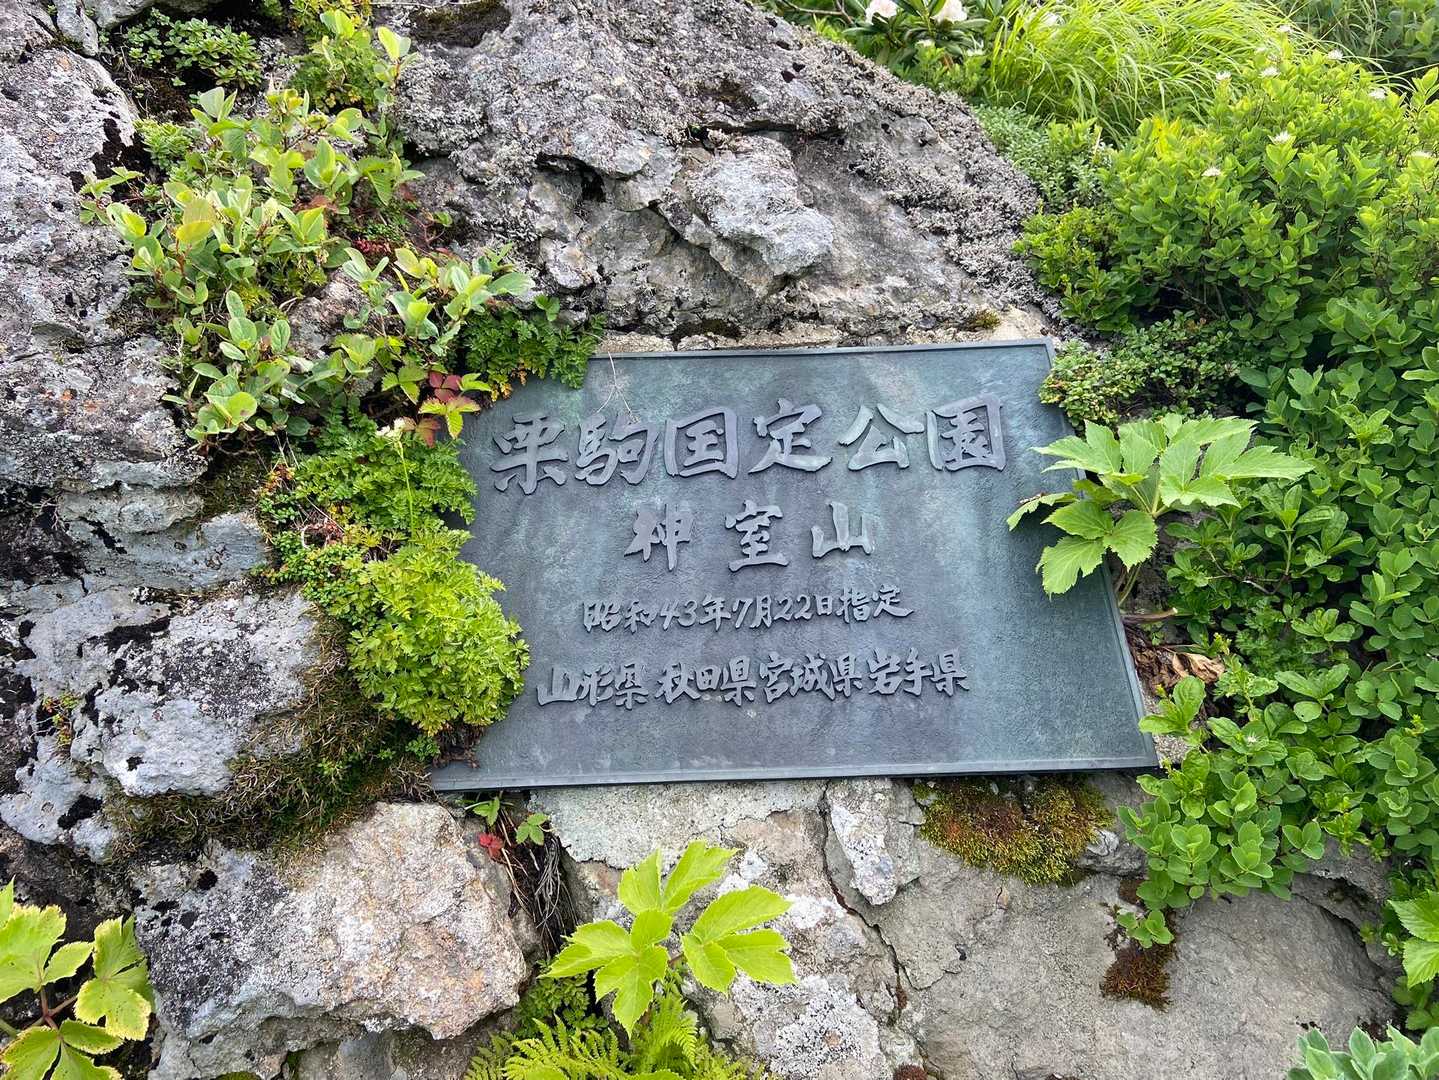 栗駒国定公園
神室山
昭和43年7月22日指定
山形県 秋田県 宮城県 岩手県